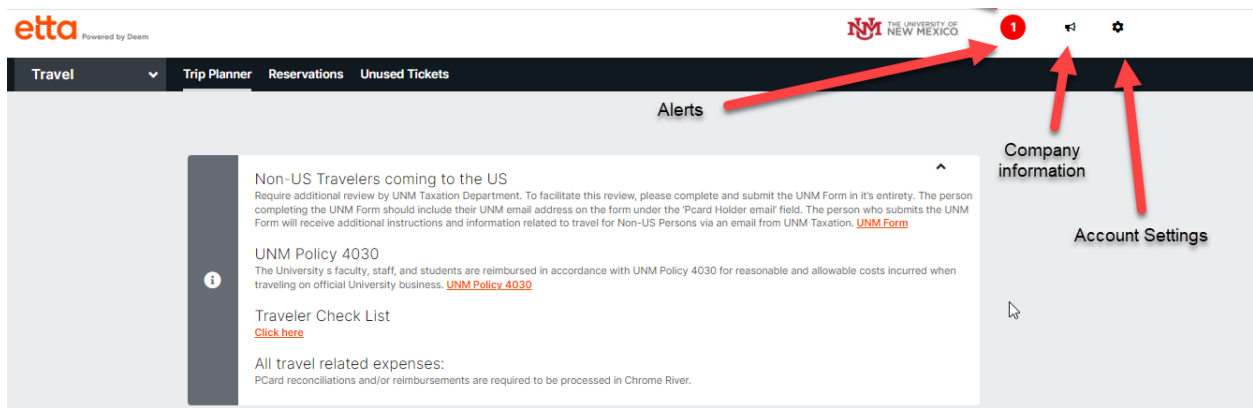 etta Powered by Deem
UNM THE UNIVERSITY OF
NEW MEXICO.
1
Travel Trip Planner Reservations Unused Tickets
Alerts
Company
information
Account Settings
Non-US Travelers coming to the US
Require additional review by UNM Taxation Department. To facilitate this review, please complete and submit the UNM Form in it's entirety. The person
completing the UNM Form should include their UNM email address on the form under the 'Pcard Holder email' field. The person who submits the UNM
Form will receive additional instructions and information related to travel for Non-US Persons via an email from UNM Taxation. UNM Form
UNM Policy 4030
The University s faculty, staff, and students are reimbursed in accordance with UNM Policy 4030 for reasonable and allowable costs incurred when
traveling on official University business. UNM Policy 4030
Traveler Check List
Click here
All travel related expenses:
PCard reconciliations and/or reimbursements are required to be processed in Chrome River.